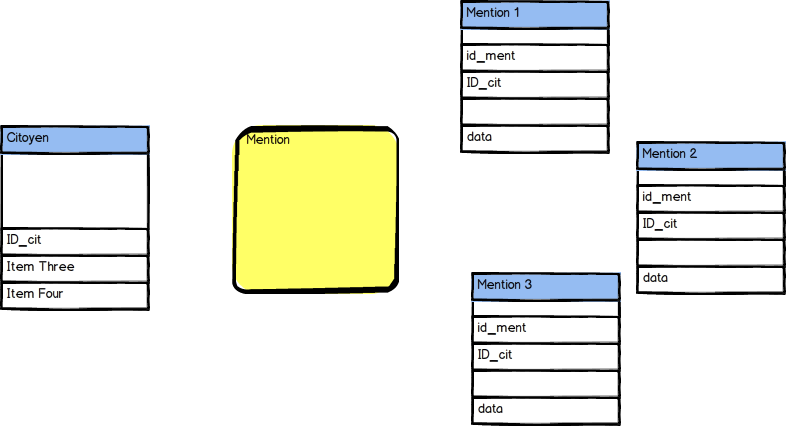 Citoyen
ID_cit
Item Three
Item Four
Mention
Mention 1
id_ment
ID_cit
data
Mention 2
id_ment
ID_cit
data
Mention 3
id_ment
ID_cit
data